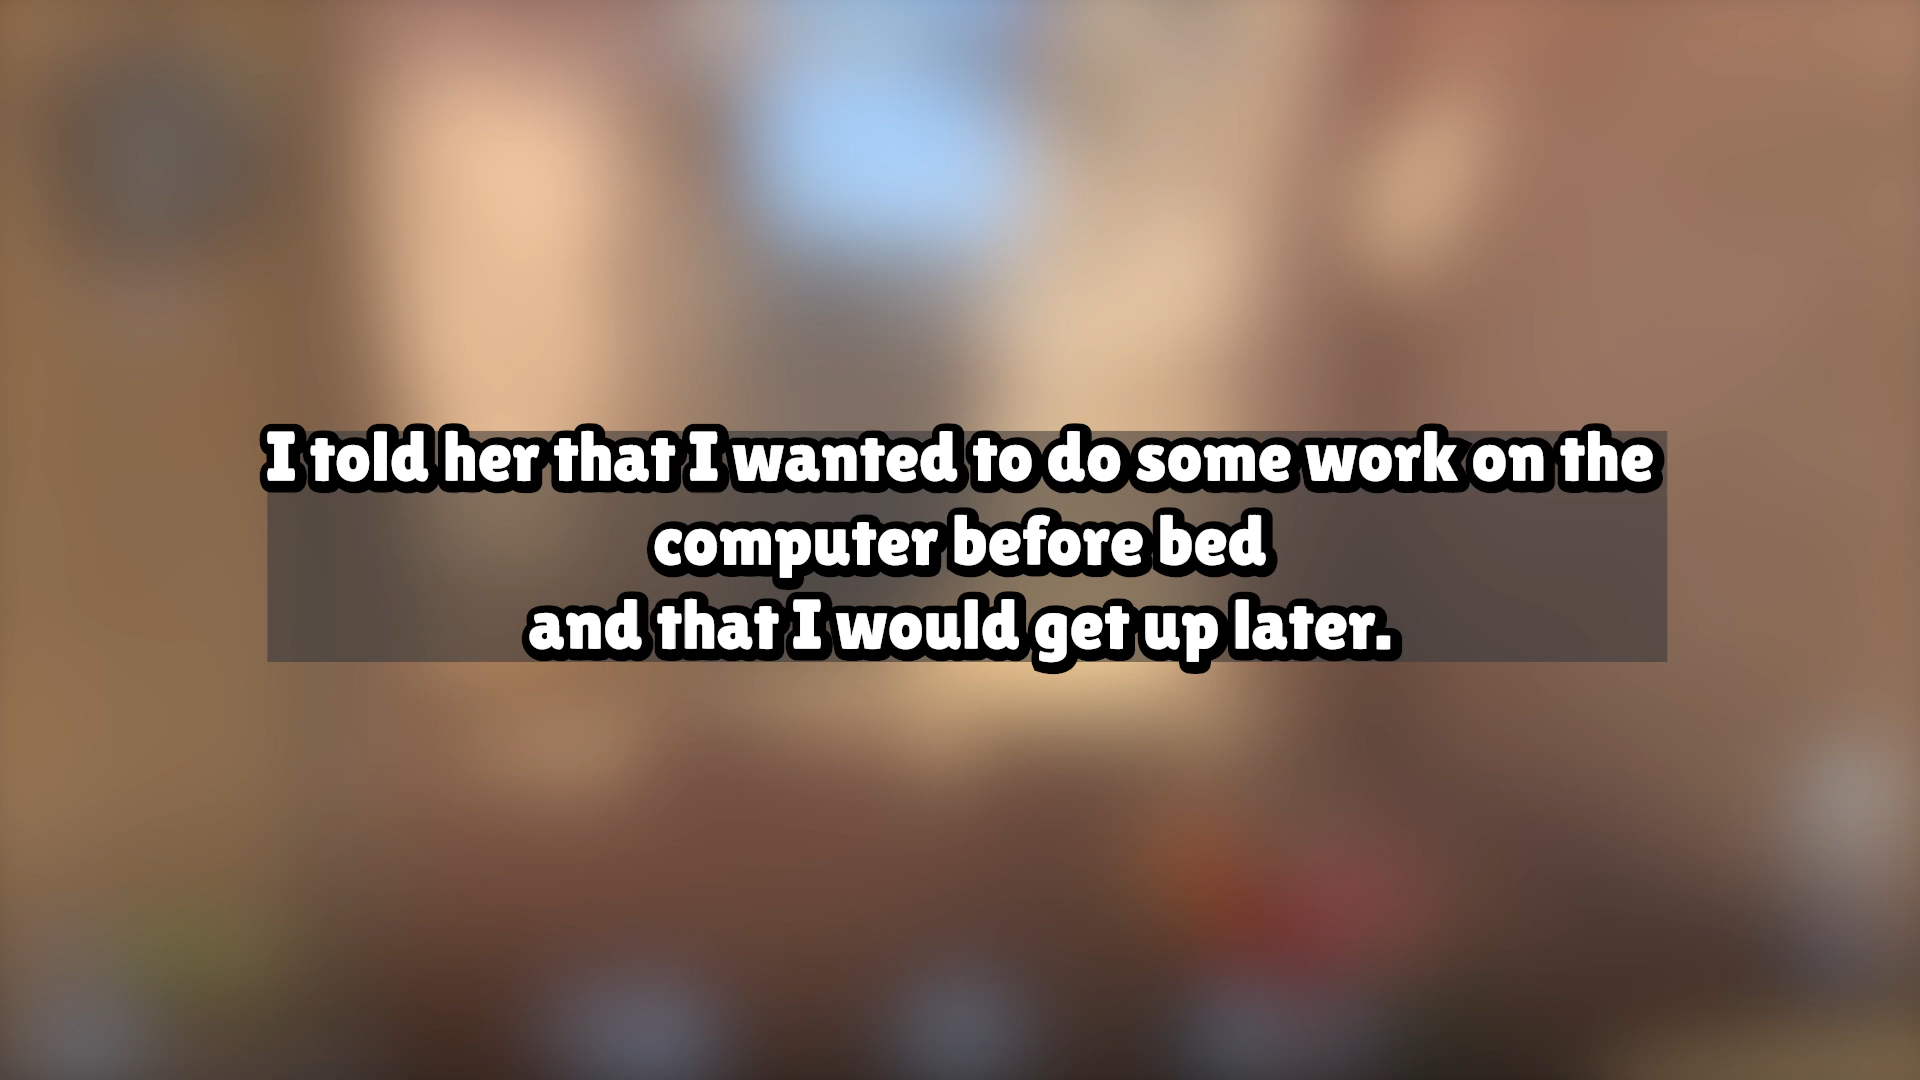 I told her that I wanted to do some work on the
computer before bed
and that I would get up later.